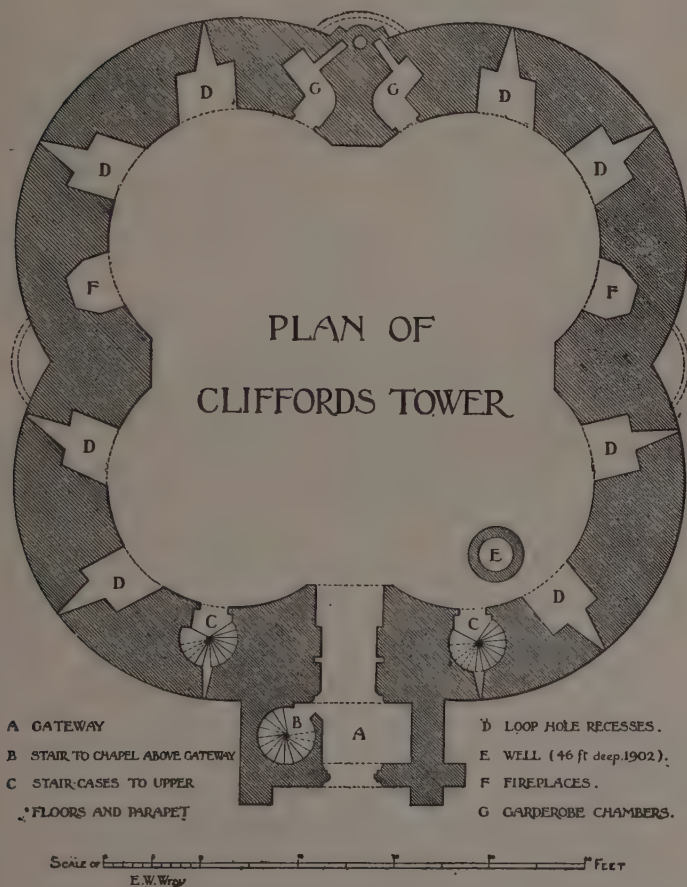 D
G
G
D
D
D
F
F
PLAN OF
CLIFFORDS TOWER
D
D
E
D
D
C
C
B
A
A GATEWAY
B STAIR TO CHAPEL ABOVE GATEWAY
C STAIR-CASES TO UPPER
FLOORS AND PARAPET
D LOOP HOLE RECESSES.
E WELL (46 ft deep. 1902).
F FIREPLACES.
G GARDEROBE CHAMBERS.
SCALE OF FEET
E.W.Wray